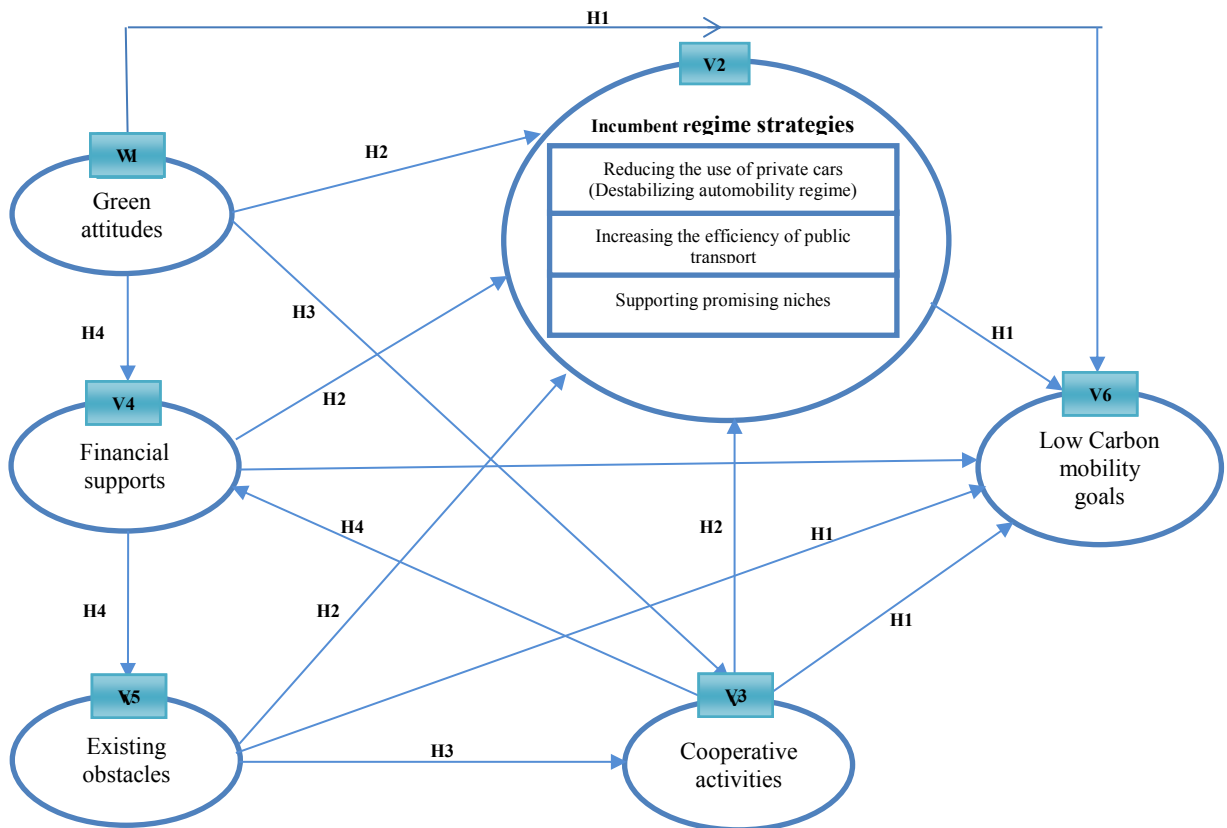 H1
V2
Incumbent regime strategies
V1
H2
Reducing the use of private cars
(Destabilizing automobility regime)
Green
attitudes
Increasing the efficiency of public
transport
Supporting promising niches
H3
H4
H1
V4
H2
V6
Financial
supports
Low Carbon
mobility
goals
H4
H2
H1
H4
H2
H1
V5
V3
Existing
obstacles
H3
Cooperative
activities